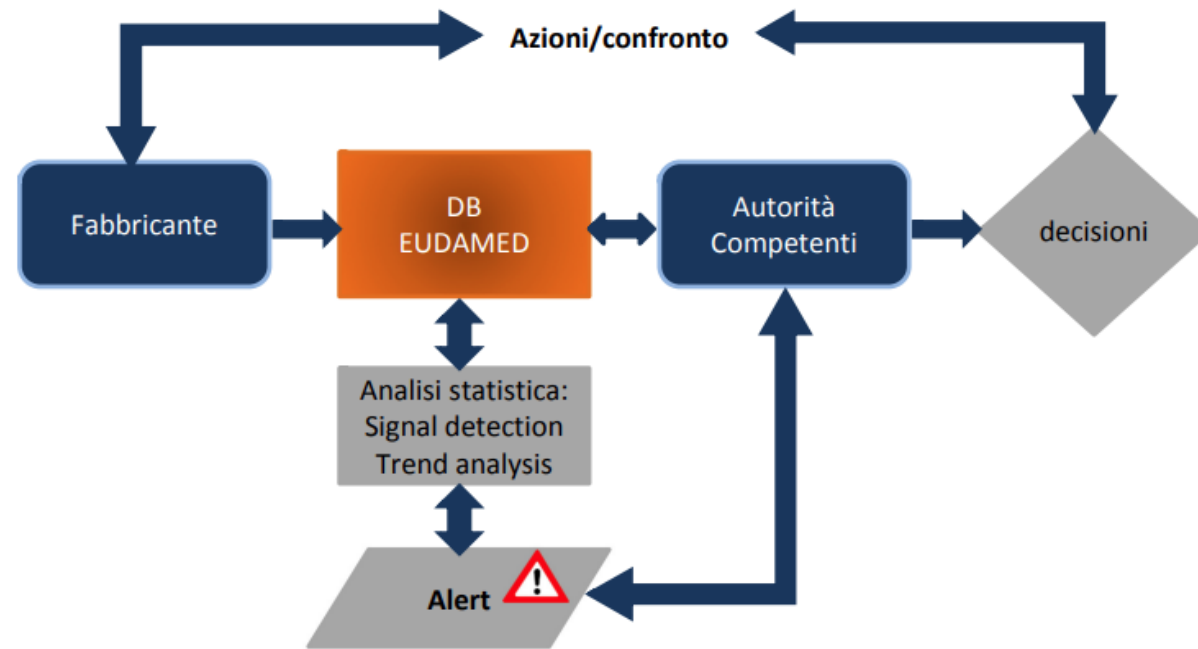 Azioni/confronto
Fabbricante
DB
EUDAMED
Autorità
Competenti
decisioni
Analisi statistica:
Signal detection
Trend analysis
Alert
!